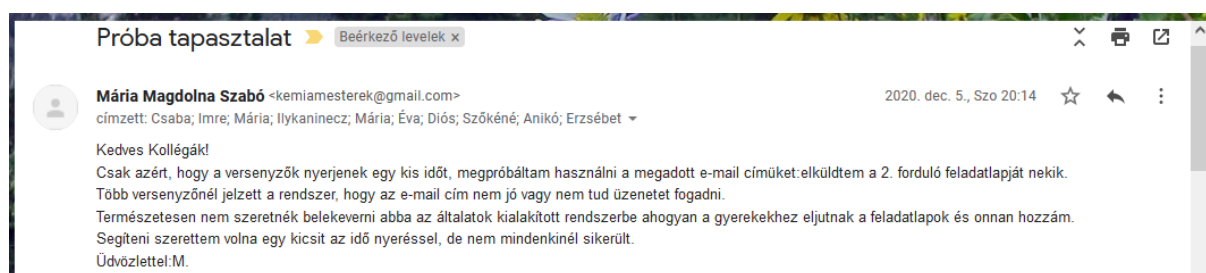 Próba tapasztalat Beérkező levelek x
Mária Magdolna Szabó <kemiamesterek@gmail.com> 2020. dec. 5., Szo 20:14
címzett: Csaba; Imre; Mária; Ilykaninecz; Mária; Éva; Diós; Szőkéné; Anikó; Erzsébet
Kedves Kollégák!
Csak azért, hogy a versenyzők nyerjenek egy kis időt, megpróbáltam használni a megadott e-mail címüket:elküldtem a 2. forduló feladatlapját nekik.
Több versenyzőnél jelzett a rendszer, hogy az e-mail cím nem jó vagy nem tud üzenetet fogadni.
Természetesen nem szeretnék belekeverni abba az általatok kialakított rendszerbe ahogyan a gyerekekhez eljutnak a feladatlapok és onnan hozzám.
Segíteni szerettem volna egy kicsit az idő nyeréssel, de nem mindenkinél sikerült.
Üdvözlettel:M.